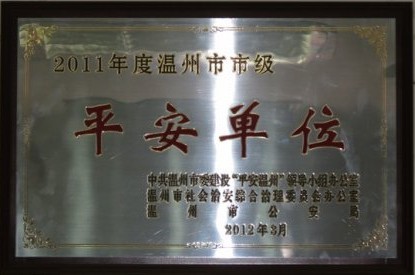 2011年度温州市市级
平安单位
中共温州市委建设“平安温州”领导小组办公室
温州市社会治安综合治理委员会办公室
温州市公安局
2012年3月